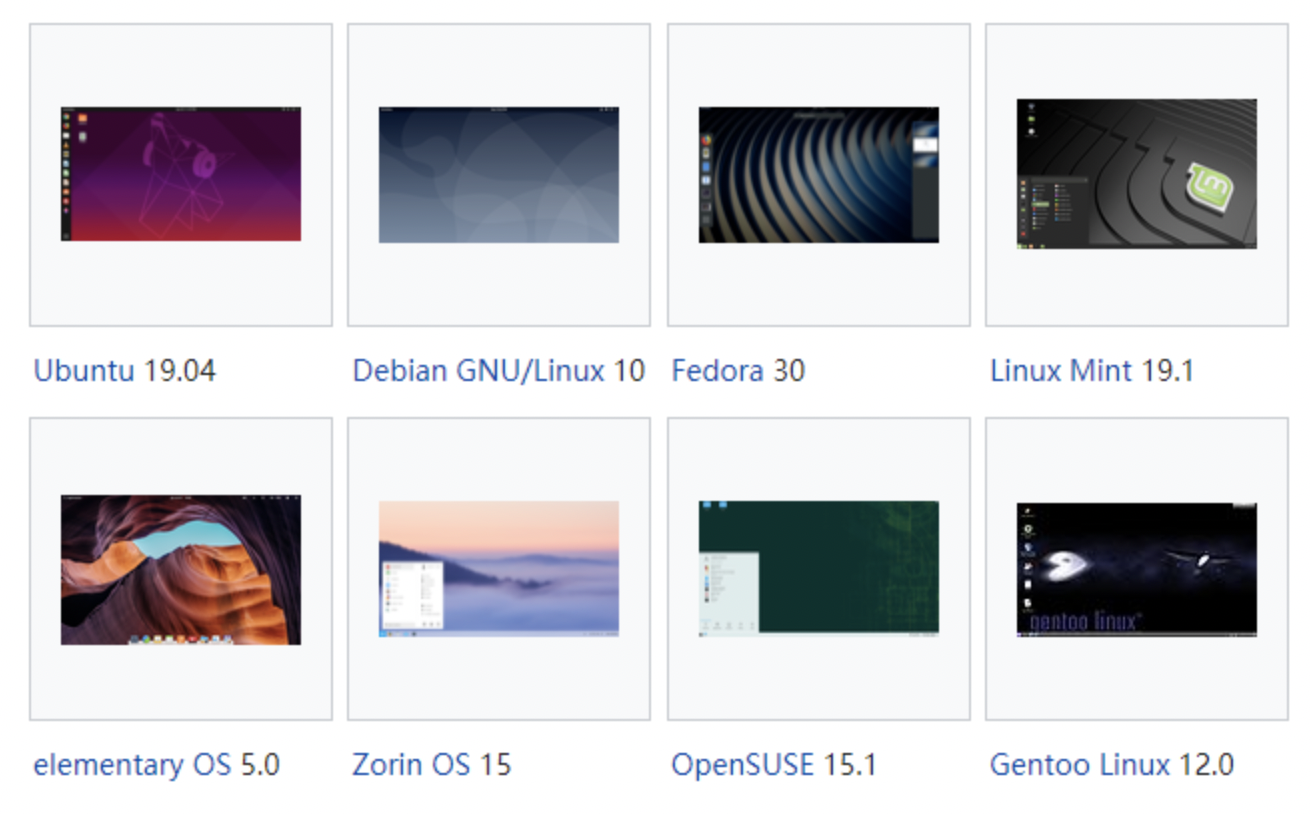 Ubuntu 19.04
Debian GNU/Linux 10
Fedora 30
Linux Mint 19.1
gentoo linux
elementary OS 5.0
Zorin OS 15
OpenSUSE 15.1
Gentoo Linux 12.0